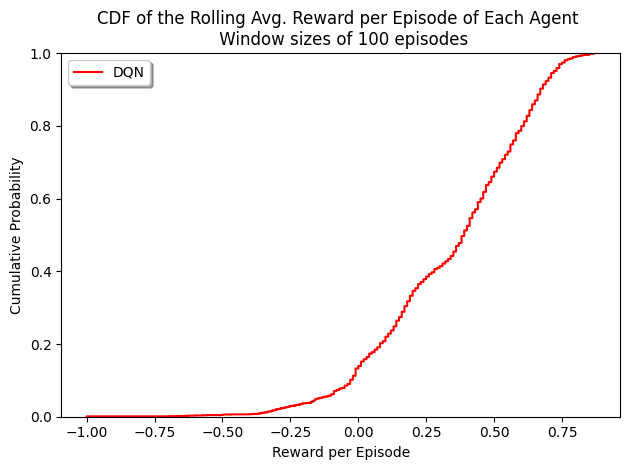 CDF of the Rolling Avg. Reward per Episode of Each Agent
Window sizes of 100 episodes
DQN
1.0
0.8
0.6
0.4
0.2
0.0
Cumulative Probability
−1.00 −0.75 −0.50 −0.25 0.00 0.25 0.50 0.75
Reward per Episode